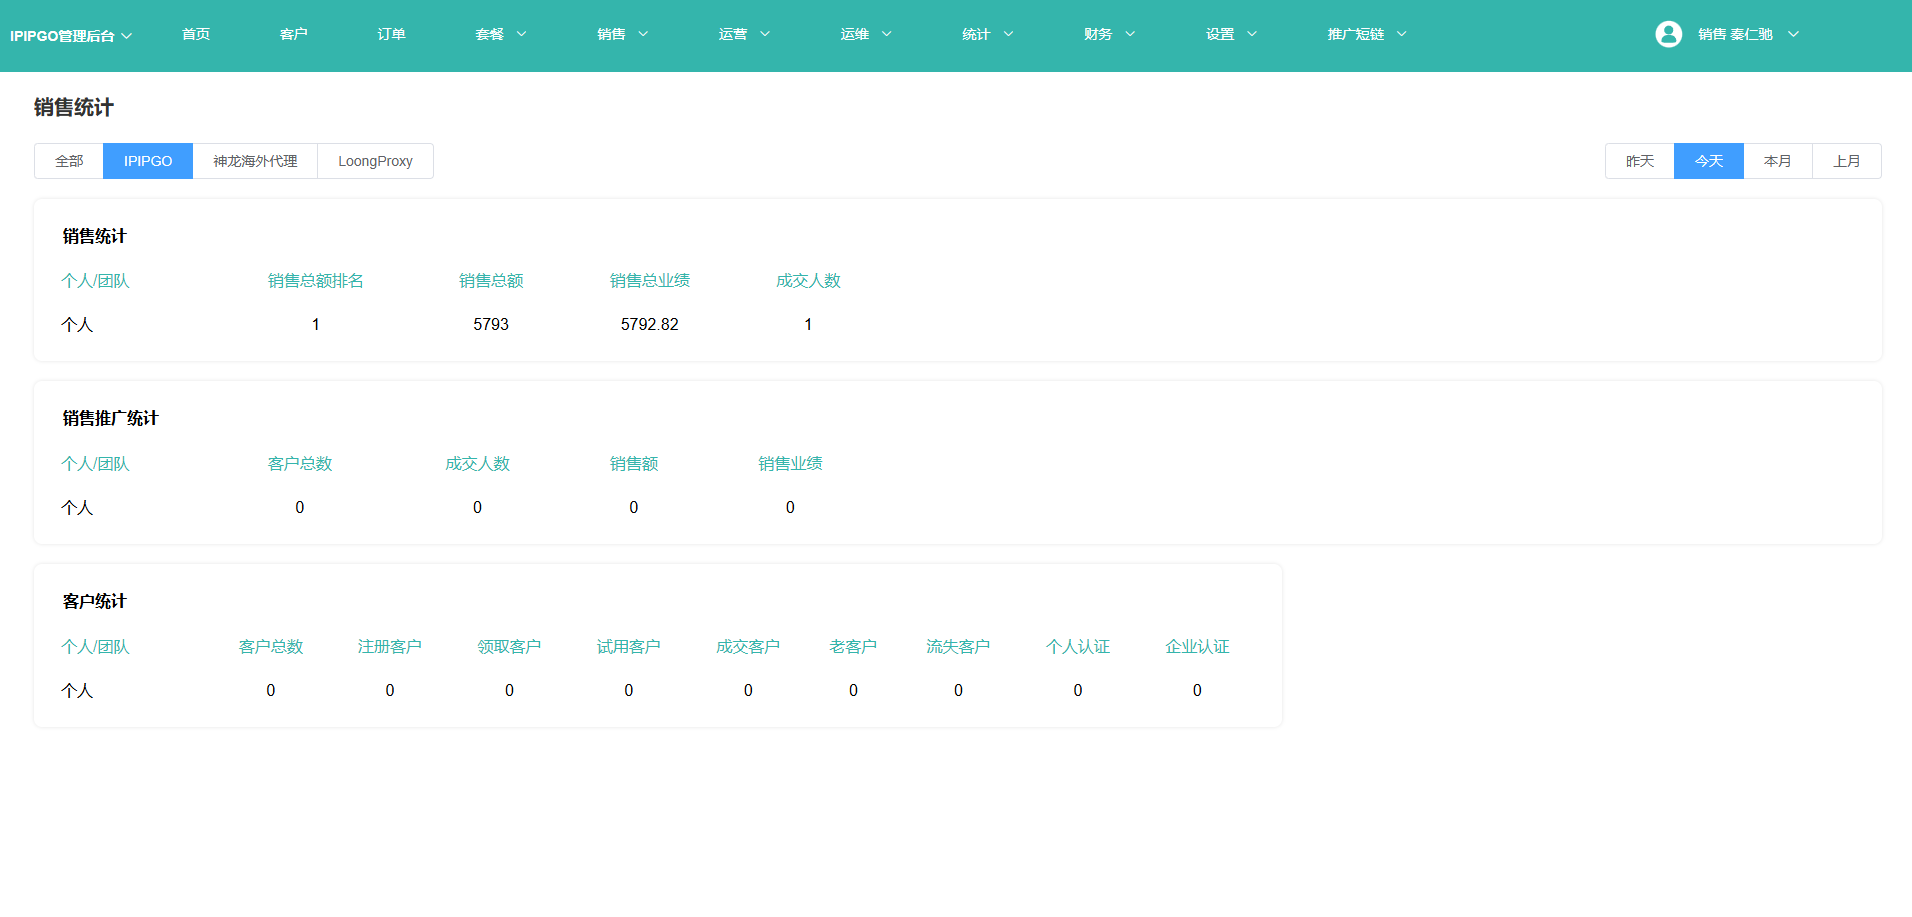 IPIPGO管理后台 首页 客户 订单 套餐 销售 运营 运维 统计 财务 设置 推广短链 销售 秦仁驰
销售统计
全部 IPIPGO 神龙海外代理 LoongProxy 昨天 今天 本月 上月
销售统计
个人/团队 销售总额排名 销售总额 销售总业绩 成交人数
个人 1 5793 5792.82 1
销售推广统计
个人/团队 客户总数 成交人数 销售额 销售业绩
个人 0 0 0 0
客户统计
个人/团队 客户总数 注册客户 领取客户 试用客户 成交客户 老客户 流失客户 个人认证 企业认证
个人 0 0 0 0 0 0 0 0 0